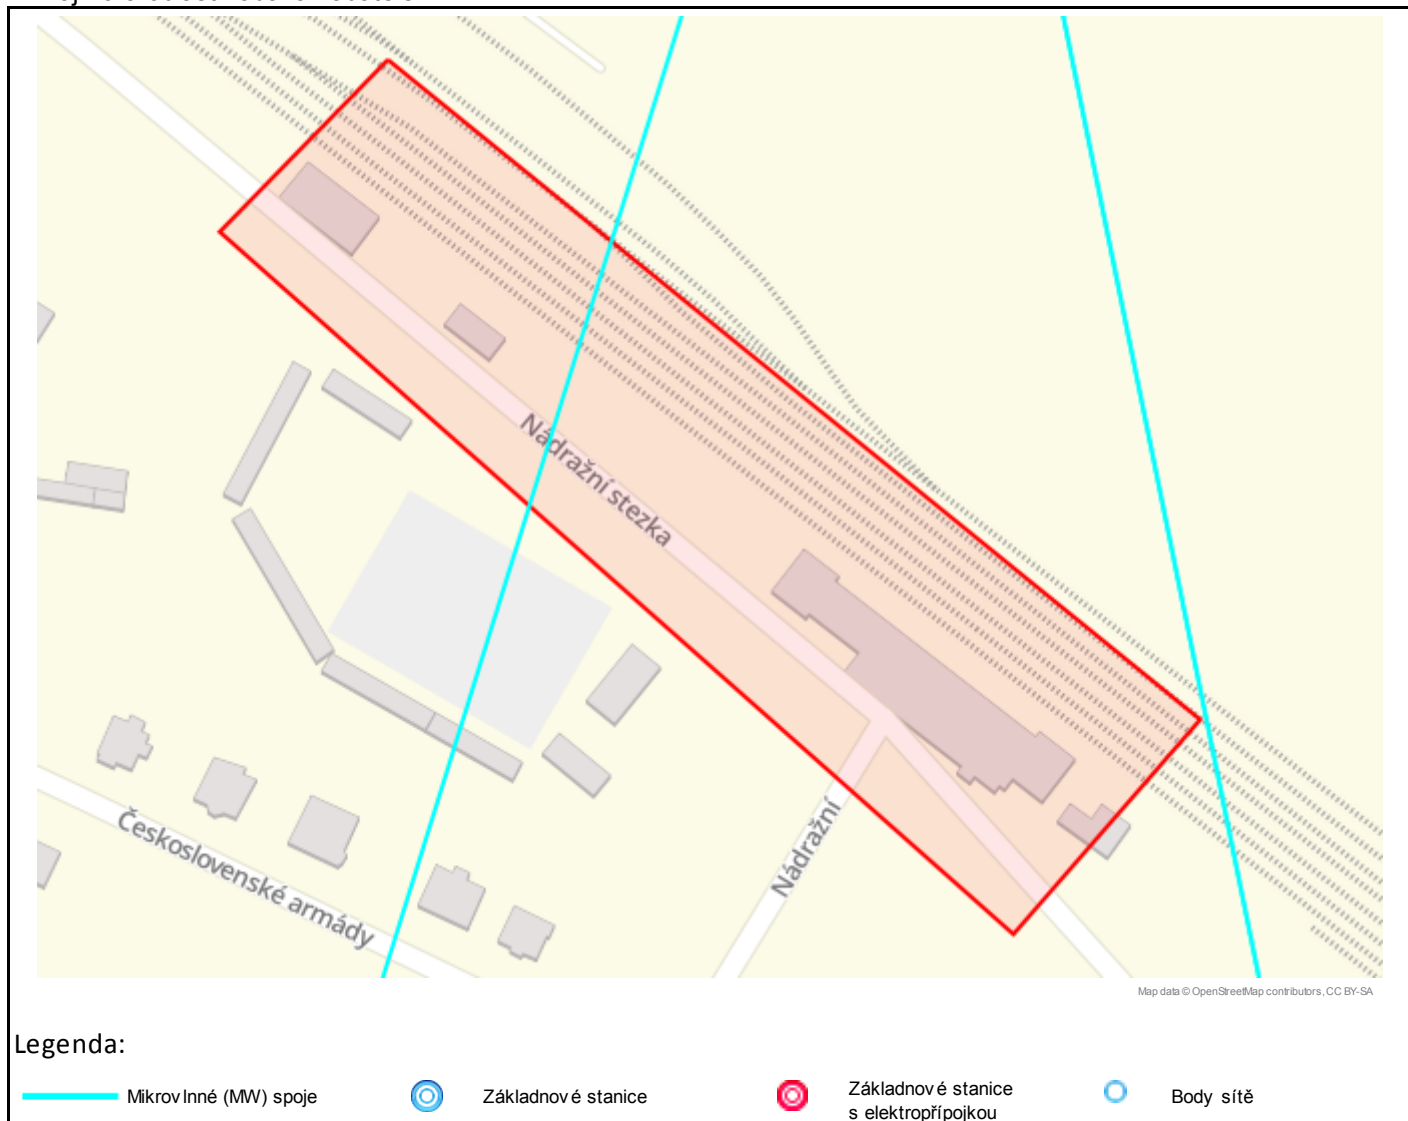 Nádražní stezka
Nádražní
Československé armády
Map data © OpenStreetMap contributors, CC BY-SA
Legenda:
Mikrovlnné (MW) spoje
Základnové stanice
Základnové stanice
s elektropřípojkou
Body sítě